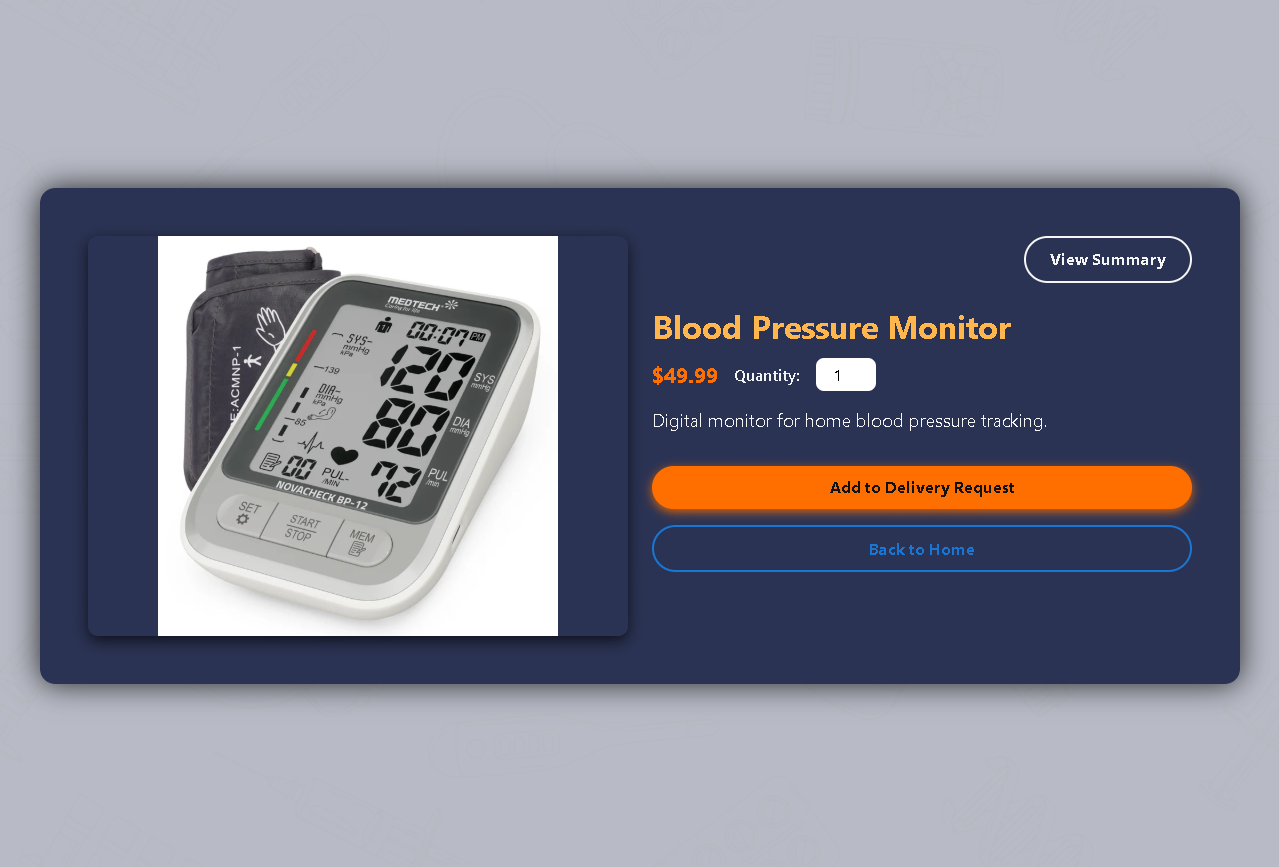 View Summary
Blood Pressure Monitor
$49.99 Quantity: 1
Digital monitor for home blood pressure tracking.
Add to Delivery Request
Back to Home
MEDTECH
Caring for life
00:07 PM
SYS-
mmHg
kPa
120
SYS
mmHg
-139
DIA-
mmHg
kPa
80
DIA
mmHg
-85
00
PUL-
/MIN
72
PUL
/min
NOVACHECK BP-12
SET
START
STOP
MEM
E:ACMNP-1